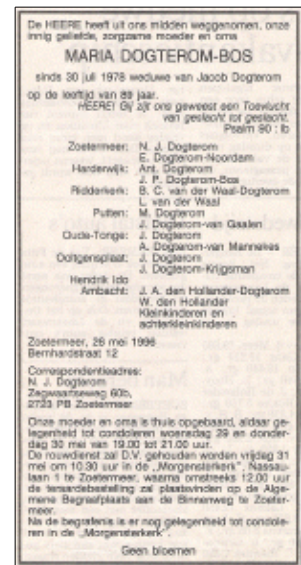 De HEERE heeft uit ons midden weggenomen, onze
innig geliefde, zorgzame moeder en oma
MARIA DOGTEROM-BOS
sinds 30 juli 1978 weduwe van Jacob Dogterom
op de leeftijd van 89 jaar.
HEERE! Gij zijt ons geweest een Toevlucht
van geslacht tot geslacht.
Psalm 90 : Ib
Zoetermeer: N. J. Dogterom
E. Dogterom-Noordam
Harderwijk: Ant. Dogterom
J. P. Dogterom-Bos
Ridderkerk: B. C. van der Waal-Dogterom
L. van der Waal
Putten: M. Dogterom
J. Dogterom-van Gaalen
Oude-Tonge: J. Dogterom
A. Dogterom-van Mannekes
Ooltgensplaat: J. Dogterom
J. Dogterom-Krijgsman
Hendrik Ido
Ambacht: J. A. den Hollander-Dogterom
W. den Hollander
Kleinkinderen en
achterkleinkinderen
Zoetermeer, 26 mei 1996
Bernhardstraat 12
Correspondentieadres:
N. J. Dogterom
Zegwaartseweg 60b,
2723 PB Zoetermeer
Onze moeder en oma is thuis opgebaard, aldaar ge-
legenheid tot condoleren woensdag 29 en donder-
dag 30 mei van 19.00 tot 21.00 uur.
De rouwdienst zal D.V. gehouden worden vrijdag 31
mei om 10.30 uur in de „Morgensterkerk”, Nassau-
laan 1 te Zoetermeer, waarna omstreeks 12.00 uur
de teraardebestelling zal plaatsvinden op de Alge-
mene Begraafplaats aan de Binnenweg te Zoeter-
meer.
Na de begrafenis is er nog gelegenheid tot condole-
ren in de „Morgensterkerk”.
Geen bloemen